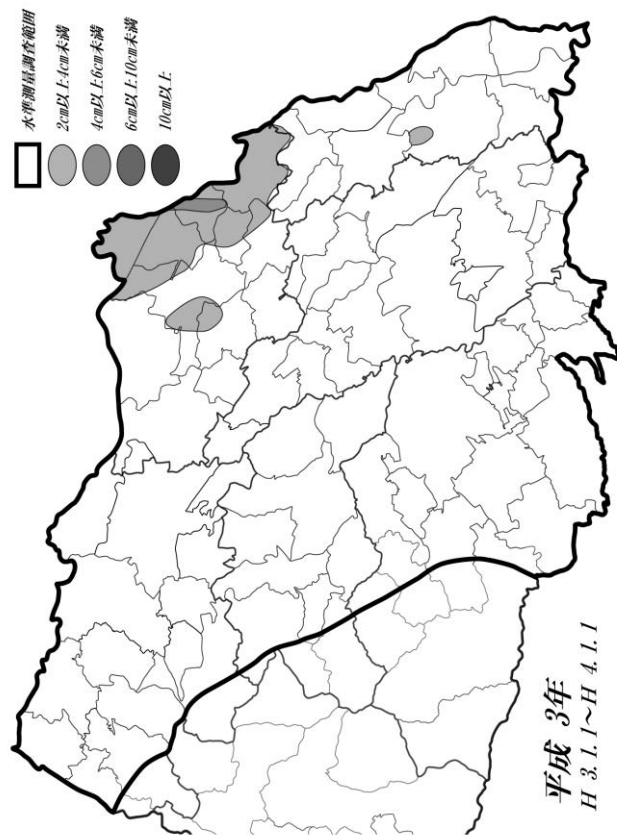 水準測量調査範囲
2cm以上4cm未満
4cm以上6cm未満
6cm以上10cm未満
10cm以上
平成 3年
H 3.1.1～H 4.1.1